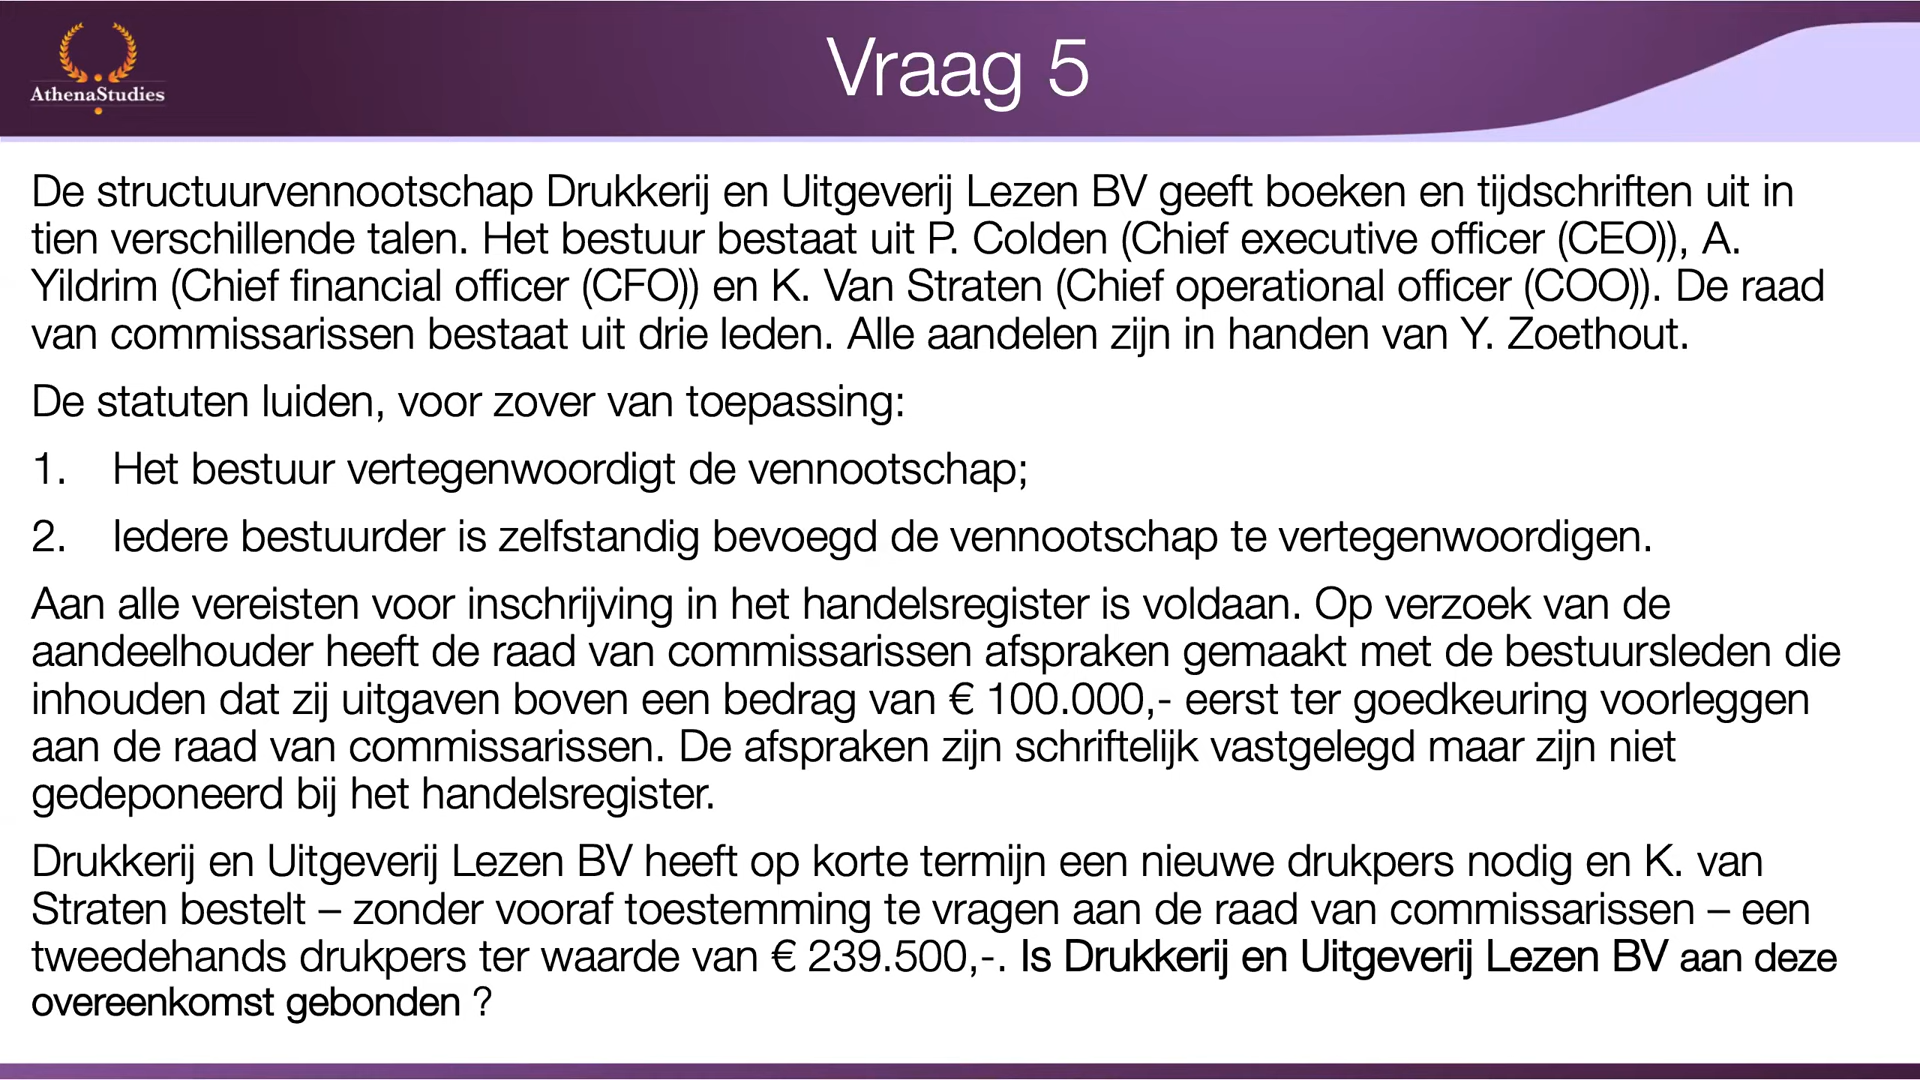 AthenaStudies
Vraag 5
De structuurvennootschap Drukkerij en Uitgeverij Lezen BV geeft boeken en tijdschriften uit in
tien verschillende talen. Het bestuur bestaat uit P. Colden (Chief executive officer (CEO)), A.
Yildrim (Chief financial officer (CFO)) en K. Van Straten (Chief operational officer (COO)). De raad
van commissarissen bestaat uit drie leden. Alle aandelen zijn in handen van Y. Zoethout.
De statuten luiden, voor zover van toepassing:
1. Het bestuur vertegenwoordigt de vennootschap;
2. Iedere bestuurder is zelfstandig bevoegd de vennootschap te vertegenwoordigen.
Aan alle vereisten voor inschrijving in het handelsregister is voldaan. Op verzoek van de
aandeelhouder heeft de raad van commissarissen afspraken gemaakt met de bestuursleden die
inhouden dat zij uitgaven boven een bedrag van € 100.000,- eerst ter goedkeuring voorleggen
aan de raad van commissarissen. De afspraken zijn schriftelijk vastgelegd maar zijn niet
gedeponeerd bij het handelsregister.
Drukkerij en Uitgeverij Lezen BV heeft op korte termijn een nieuwe drukpers nodig en K. van
Straten bestelt – zonder vooraf toestemming te vragen aan de raad van commissarissen – een
tweedehands drukpers ter waarde van € 239.500,-. Is Drukkerij en Uitgeverij Lezen BV aan deze
overeenkomst gebonden ?